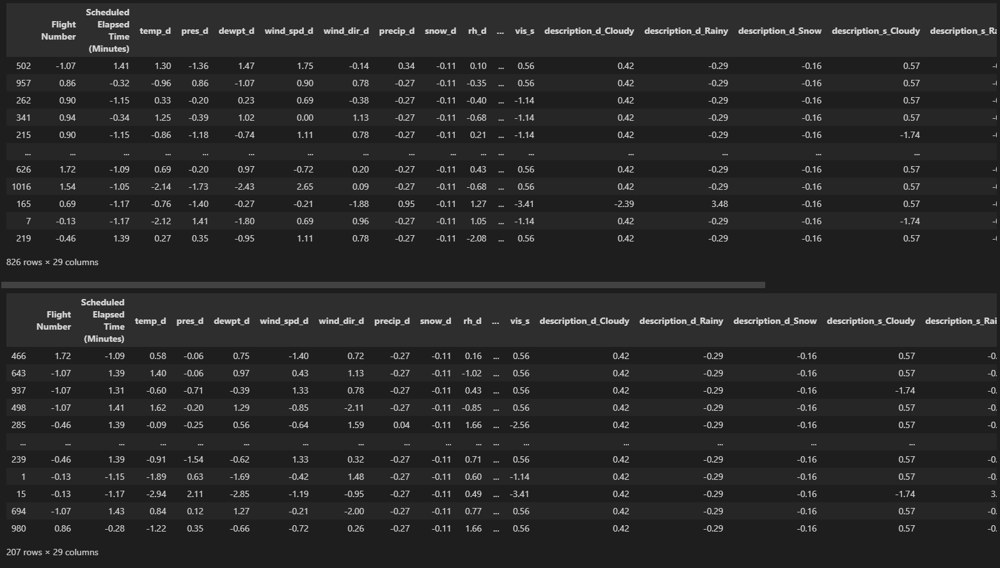 Flight Number Scheduled Elapsed Time (Minutes) temp_d pres_d dewpt_d wind_spd_d wind_dir_d precip_d snow_d rh_d ... vis_s description_d_Cloudy description_d_Rainy description_d_Snow description_s_Cloudy description_s_Ra
502 -1.07 1.41 1.30 -1.36 1.47 1.75 -0.14 0.34 -0.11 0.10 ... 0.56 0.42 -0.29 -0.16 0.57
957 0.86 -0.32 -0.96 0.86 -1.07 0.90 0.78 -0.27 -0.11 -0.35 ... 0.56 0.42 -0.29 -0.16 0.57
262 0.90 -1.15 0.33 -0.20 0.23 0.69 -0.38 -0.27 -0.11 -0.40 ... -1.14 0.42 -0.29 -0.16 0.57
341 0.94 -0.34 1.25 -0.39 1.02 0.00 1.13 -0.27 -0.11 -0.68 ... -1.14 0.42 -0.29 -0.16 0.57
215 0.90 -1.15 -0.86 -1.18 -0.74 1.11 0.78 -0.27 -0.11 0.21 ... -1.14 0.42 -0.29 -0.16 -1.74
... ... ... ... ... ... ... ... ... ... ... ... ... ... ... ... ...
626 1.72 -1.09 0.69 -0.20 0.97 -0.72 0.20 -0.27 -0.11 0.43 ... 0.56 0.42 -0.29 -0.16 0.57
1016 1.54 -1.05 -2.14 -1.73 -2.43 2.65 0.09 -0.27 -0.11 -0.68 ... 0.56 0.42 -0.29 -0.16 0.57
165 0.69 -1.17 -0.76 -1.40 -0.27 -0.21 -1.88 0.95 -0.11 1.27 ... -3.41 -2.39 3.48 -0.16 0.57
7 -0.13 -1.17 -2.12 1.41 -1.80 0.69 0.96 -0.27 -0.11 1.05 ... -1.14 0.42 -0.29 -0.16 -1.74
219 -0.46 1.39 0.27 0.35 -0.95 1.11 0.78 -0.27 -0.11 -2.08 ... 0.56 0.42 -0.29 -0.16 0.57
826 rows × 29 columns
Flight Number Scheduled Elapsed Time (Minutes) temp_d pres_d dewpt_d wind_spd_d wind_dir_d precip_d snow_d rh_d ... vis_s description_d_Cloudy description_d_Rainy description_d_Snow description_s_Cloudy description_s_Rai
466 1.72 -1.09 0.58 -0.06 0.75 -1.40 0.72 -0.27 -0.11 0.16 ... 0.56 0.42 -0.29 -0.16 0.57 -0.
643 -1.07 1.39 1.40 -0.06 0.97 0.43 1.13 -0.27 -0.11 -1.02 ... 0.56 0.42 -0.29 -0.16 0.57 -0.
937 -1.07 1.31 -0.60 -0.71 -0.39 1.33 0.78 -0.27 -0.11 0.43 ... 0.56 0.42 -0.29 -0.16 -1.74 -0.
498 -1.07 1.41 1.62 -0.20 1.29 -0.85 -2.11 -0.27 -0.11 -0.85 ... 0.56 0.42 -0.29 -0.16 0.57 -0.
285 -0.46 1.39 -0.09 -0.25 0.56 -0.64 1.59 0.04 -0.11 1.66 ... -2.56 0.42 -0.29 -0.16 0.57 -0.
... ... ... ... ... ... ... ... ... ... ... ... ... ... ... ... ...
239 -0.46 1.39 -0.91 -1.54 -0.62 1.33 0.32 -0.27 -0.11 0.71 ... 0.56 0.42 -0.29 -0.16 0.57 -0.
1 -0.13 -1.15 -1.89 0.63 -1.69 -0.42 1.48 -0.27 -0.11 0.60 ... -1.14 0.42 -0.29 -0.16 0.57 -0.
15 -0.13 -1.17 -2.94 2.11 -2.85 -1.19 -0.95 -0.27 -0.11 0.49 ... -3.41 0.42 -0.29 -0.16 -1.74 3.
694 -1.07 1.43 0.84 0.12 1.27 -0.21 -2.00 -0.27 -0.11 0.77 ... 0.56 0.42 -0.29 -0.16 0.57 -0.
980 0.86 -0.28 -1.22 0.35 -0.66 -0.72 0.26 -0.27 -0.11 1.66 ... 0.56 0.42 -0.29 -0.16 0.57 -0.
207 rows × 29 columns